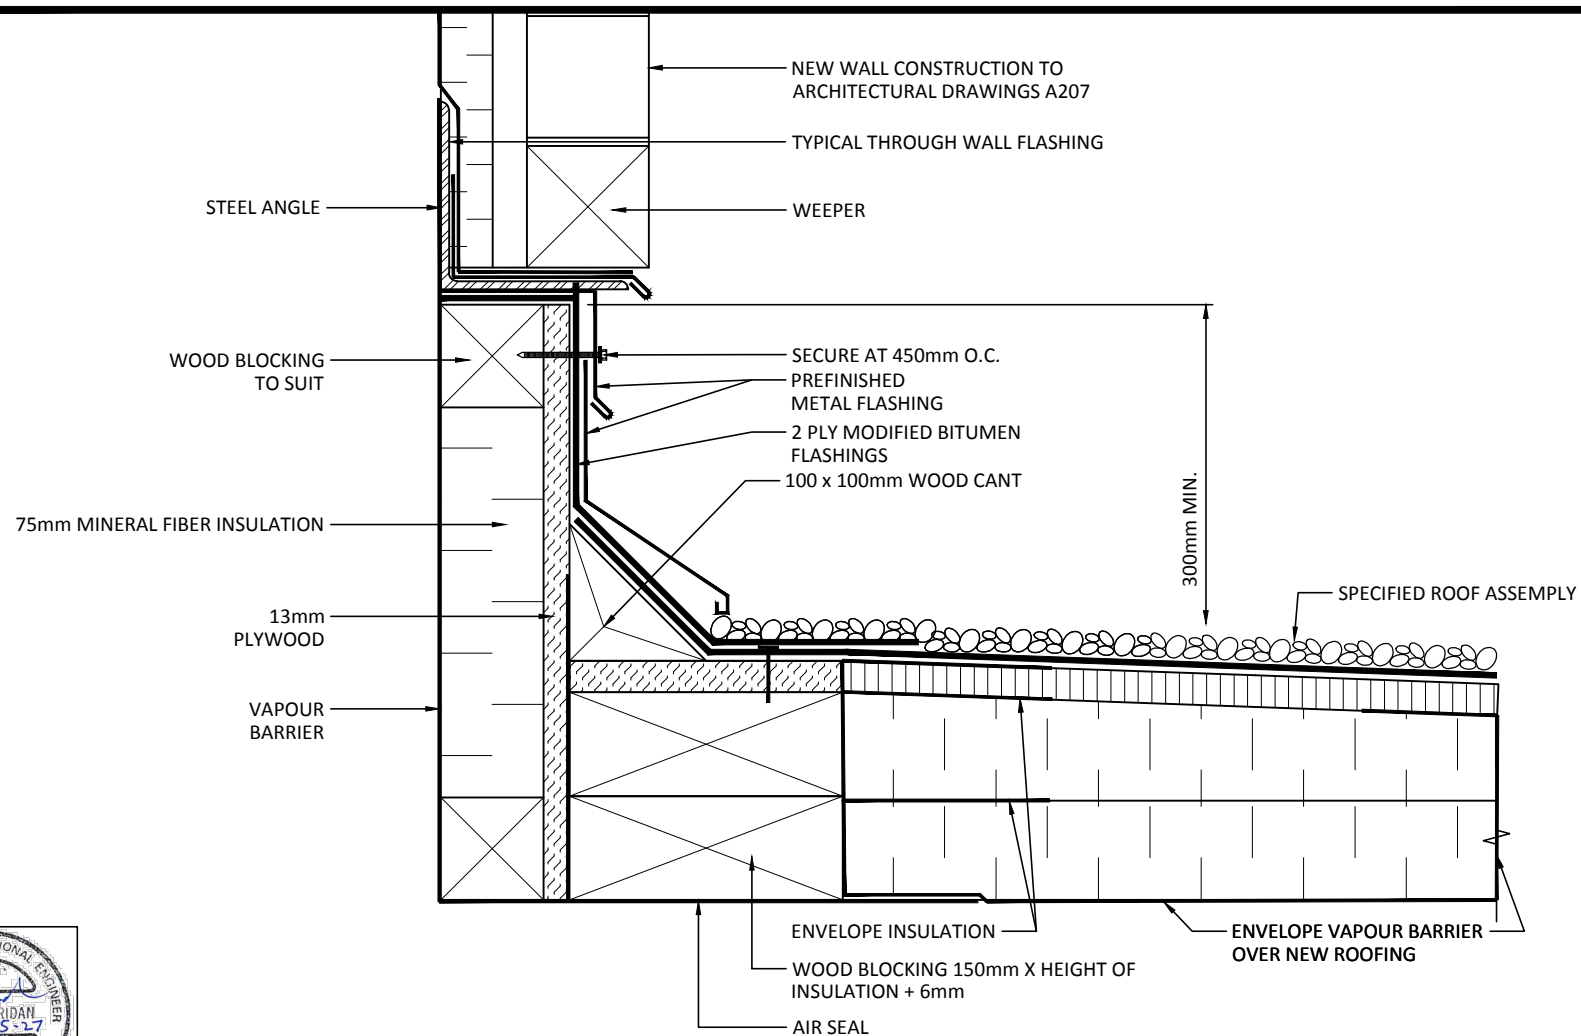 NEW WALL CONSTRUCTION TO
ARCHITECTURAL DRAWINGS A207
TYPICAL THROUGH WALL FLASHING
STEEL ANGLE
WEEPER
WOOD BLOCKING
TO SUIT
SECURE AT 450mm O.C.
PREFINISHED
METAL FLASHING
2 PLY MODIFIED BITUMEN
FLASHINGS
100 x 100mm WOOD CANT
75mm MINERAL FIBER INSULATION
300mm MIN.
SPECIFIED ROOF ASSEMPLY
13mm
PLYWOOD
VAPOUR
BARRIER
ENVELOPE INSULATION
ENVELOPE VAPOUR BARRIER
OVER NEW ROOFING
WOOD BLOCKING 150mm X HEIGHT OF
INSULATION + 6mm
AIR SEAL
ENGINEER